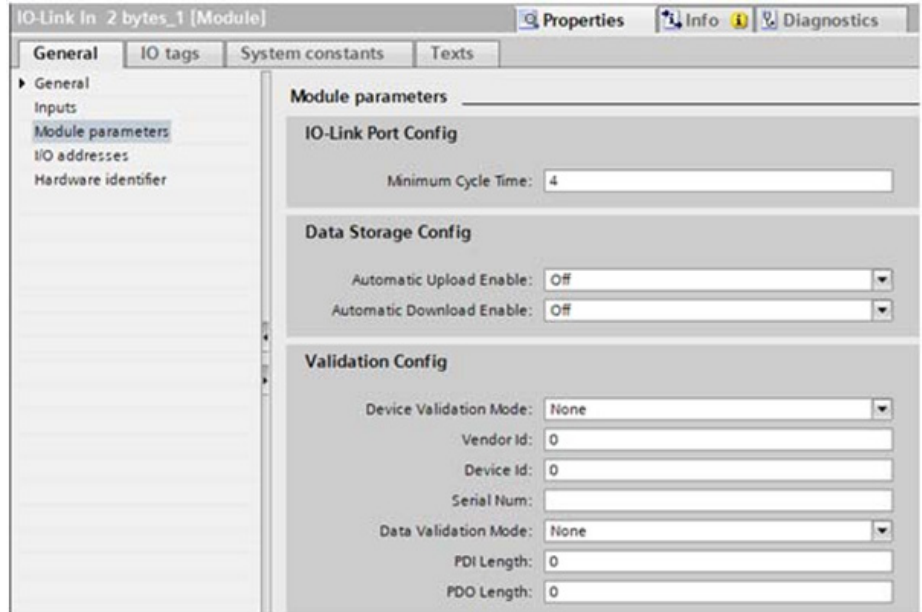 IO-Link In 2 bytes_1 [Module]
Properties
Info
Diagnostics
General
IO tags
System constants
Texts
General
Inputs
Module parameters
I/O addresses
Hardware identifier
Module parameters
IO-Link Port Config
Minimum Cycle Time: 4
Data Storage Config
Automatic Upload Enable: Off
Automatic Download Enable: Off
Validation Config
Device Validation Mode: None
Vendor Id: 0
Device Id: 0
Serial Num:
Data Validation Mode: None
PDI Length: 0
PDO Length: 0